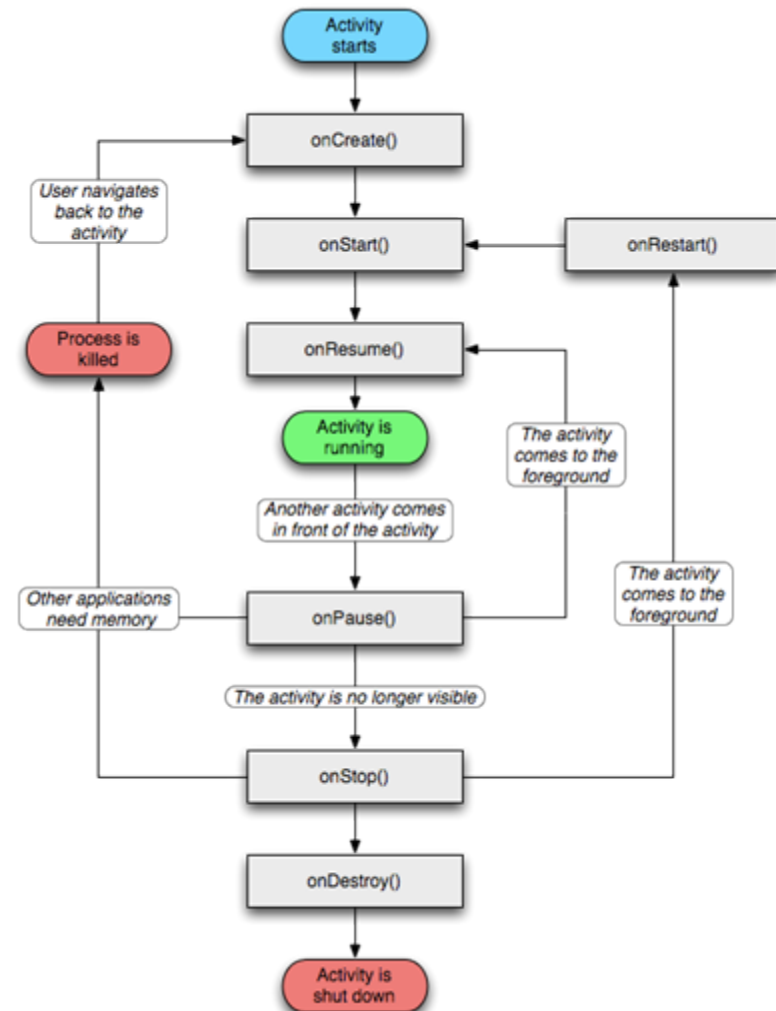 Activity
starts
onCreate()
User navigates
back to the
activity
onStart()
onRestart()
Process is
killed
onResume()
Activity is
running
The activity
comes to the
foreground
Another activity comes
in front of the activity
The activity
comes to the
foreground
Other applications
need memory
onPause()
The activity is no longer visible
onStop()
onDestroy()
Activity is
shut down